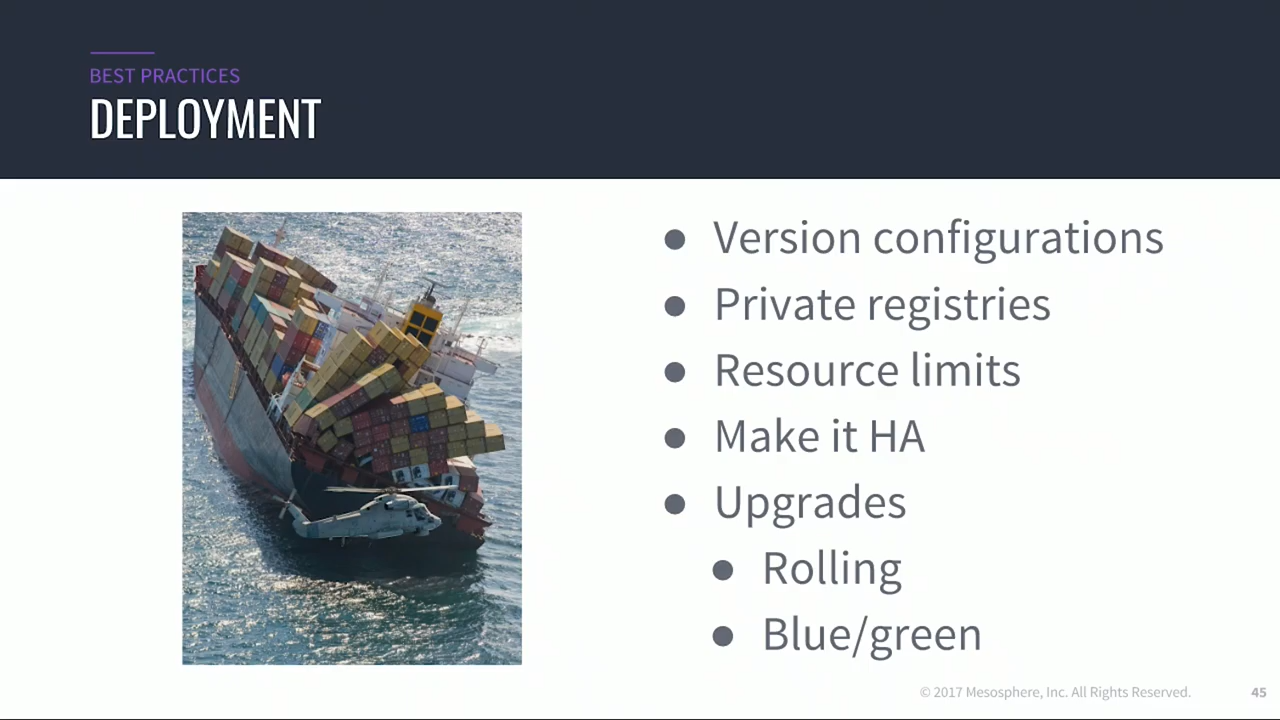 BEST PRACTICES
DEPLOYMENT
● Version configurations
● Private registries
● Resource limits
● Make it HA
● Upgrades
● Rolling
● Blue/green
© 2017 Mesosphere, Inc. All Rights Reserved.
45